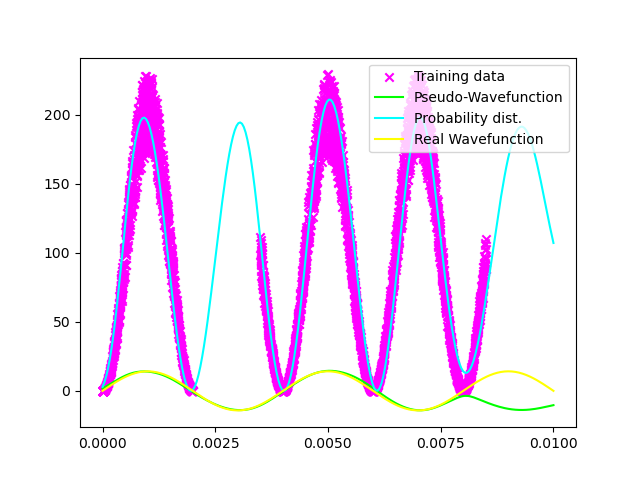 Training data
Pseudo-Wavefunction
Probability dist.
Real Wavefunction
200
150
100
50
0
0.0000 0.0025 0.0050 0.0075 0.0100